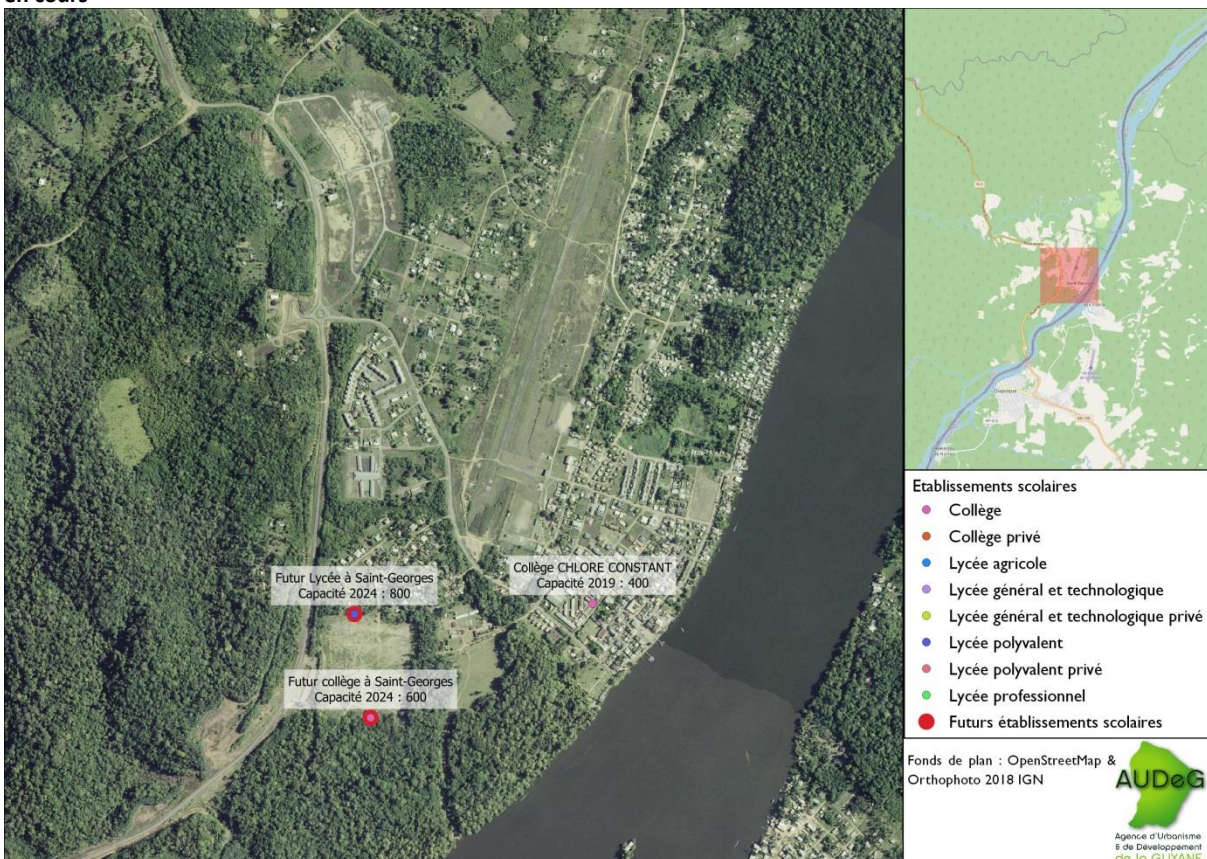 en cours
Futur Lycée à Saint-Georges
Capacité 2024 : 800
Collège CHLORE CONSTANT
Capacité 2019 : 400
Futur collège à Saint-Georges
Capacité 2024 : 600
Etablissements scolaires
Collège
Collège privé
Lycée agricole
Lycée général et technologique
Lycée général et technologique privé
Lycée polyvalent
Lycée polyvalent privé
Lycée professionnel
Futurs établissements scolaires
Fonds de plan : OpenStreetMap &
Orthophoto 2018 IGN
AUDeG
Agence d'Urbanisme
& de Développement
de la GUYANE